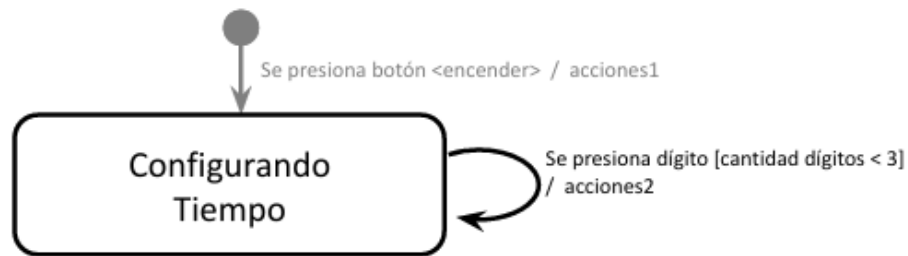 Se presiona botón <encender> / acciones1
Configurando
Tiempo
Se presiona dígito [cantidad dígitos < 3]
/ acciones2